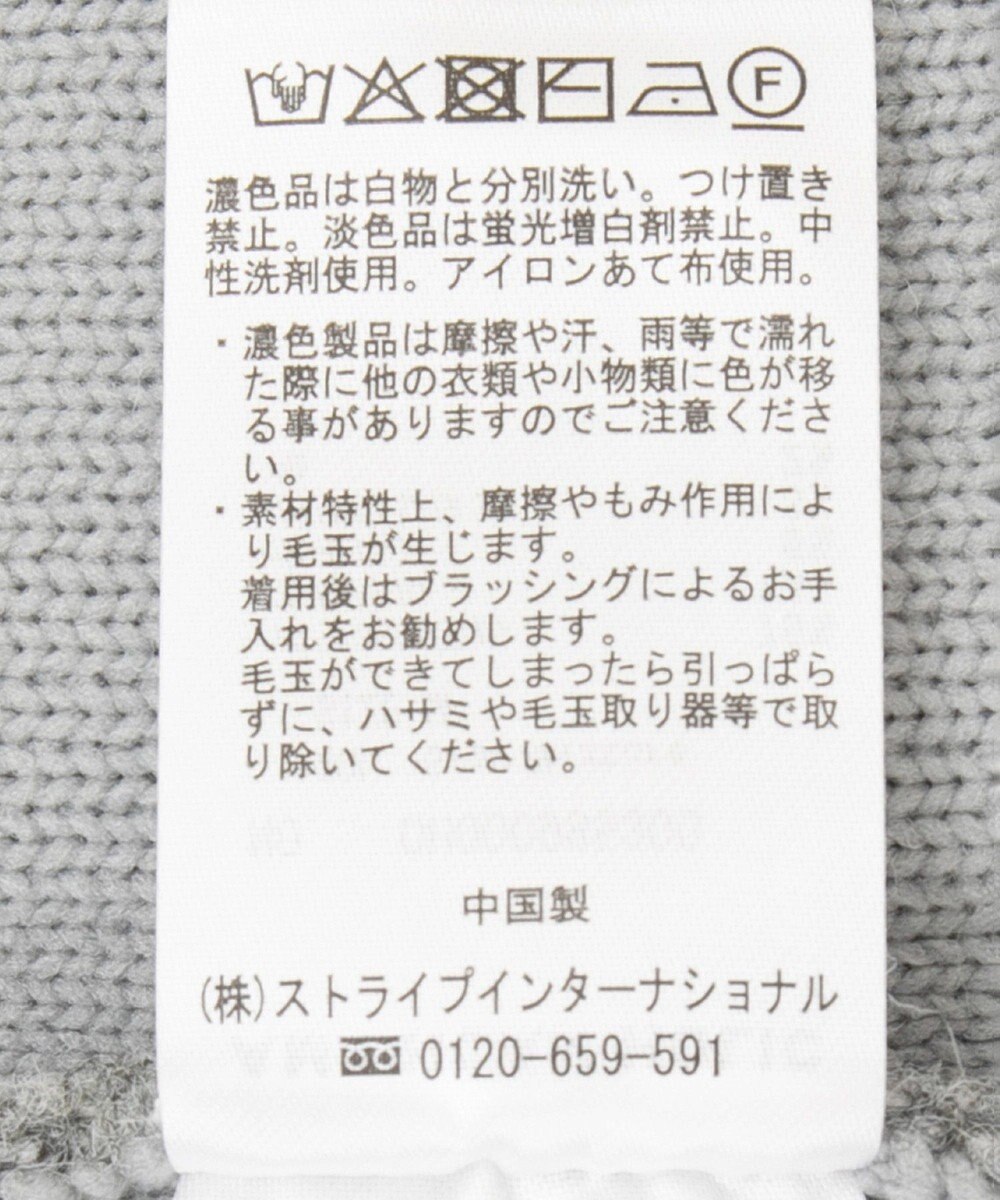 F
濃色品は白物と分別洗い。つけ置き
禁止。淡色品は蛍光増白剤禁止。中
性洗剤使用。アイロンあて布使用。
・濃色製品は摩擦や汗、雨等で濡れ
た際に他の衣類や小物類に色が移
る事がありますのでご注意くださ
い。
・素材特性上、摩擦やもみ作用によ
り毛玉が生じます。
着用後はブラッシングによるお手
入れをお勧めします。
毛玉ができてしまったら引っぱら
ずに、ハサミや毛玉取り器等で取
り除いてください。
中国製
(株)ストライプインターナショナル
0120-659-591